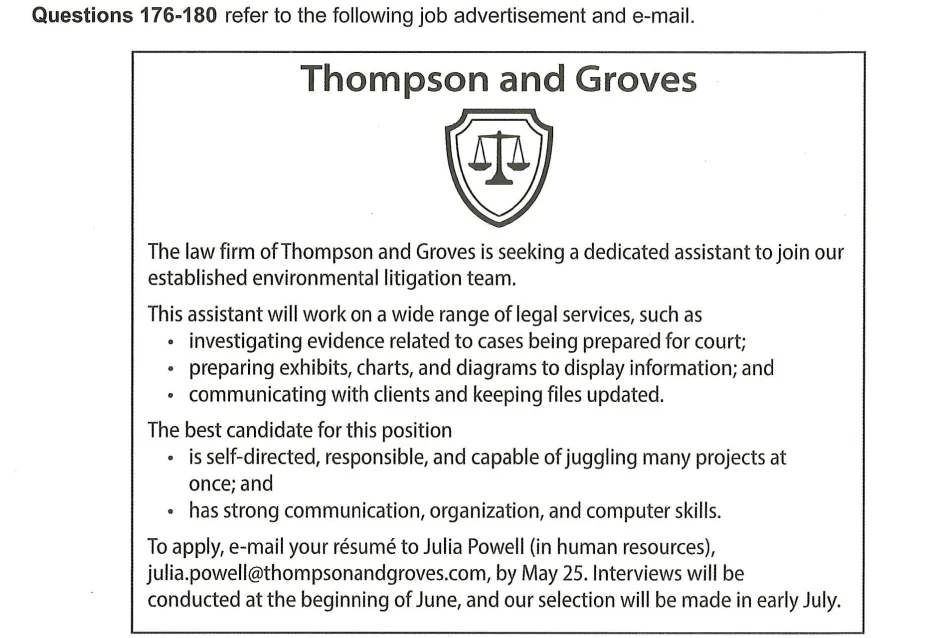 Questions 176-180 refer to the following job advertisement and e-mail.
Thompson and Groves
The law firm of Thompson and Groves is seeking a dedicated assistant to join our
established environmental litigation team.
This assistant will work on a wide range of legal services, such as
• investigating evidence related to cases being prepared for court;
• preparing exhibits, charts, and diagrams to display information; and
• communicating with clients and keeping files updated.
The best candidate for this position
• is self-directed, responsible, and capable of juggling many projects at
once; and
• has strong communication, organization, and computer skills.
To apply, e-mail your résumé to Julia Powell (in human resources),
julia.powell@thompsonandgroves.com, by May 25. Interviews will be
conducted at the beginning of June, and our selection will be made in early July.